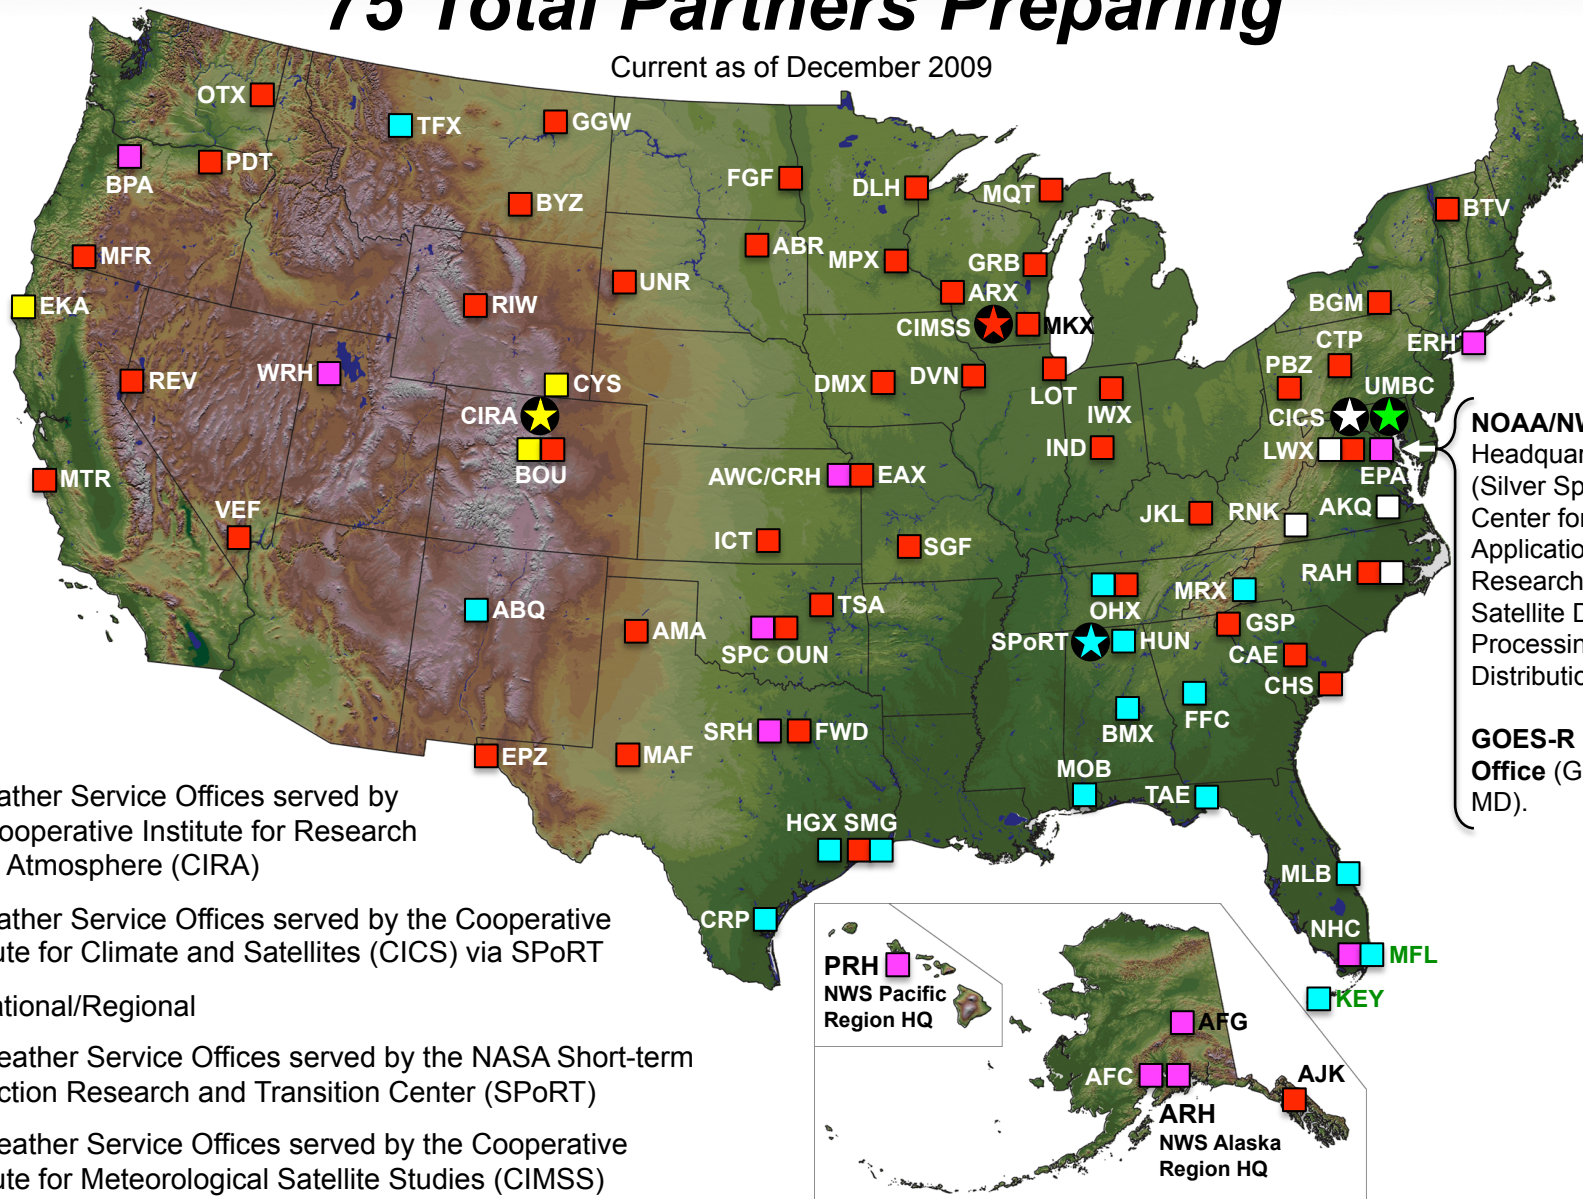 75 Total Partners Preparing
Current as of December 2009
OTX
TFX
GGW
BPA
PDT
BYZ
FGF
DLH
MQT
BTV
MFR
ABR
MPX
GRB
UNR
ARX
EKA
RIW
BGM
CIMSS
MKX
CTP
ERH
REV
WRH
CYS
DMX
DVN
LOT
IWX
PBZ
UMBC
CIRA
CICS
BOU
IND
LWX
EPA
MTR
AWC/CRH
EAX
VEF
JKL
RNK
AKQ
ICT
SGF
RAH
ABQ
AMA
TSA
OHX
MRX
GSP
SPC OUN
SPoRT
HUN
CAE
CHS
SRH
FWD
BMX
FFC
EPZ
MAF
MOB
TAE
HGX SMG
MLB
CRP
NHC
MFL
KEY
NOAA/NW
Headquar
(Silver Sp
Center for
Applicatio
Research
Satellite D
Processin
Distributio
GOES-R
Office (G
MD).
ather Service Offices served by
ooperative Institute for Research
Atmosphere (CIRA)
ather Service Offices served by the Cooperative
ute for Climate and Satellites (CICS) via SPoRT
ational/Regional
eather Service Offices served by the NASA Short-term
ction Research and Transition Center (SPoRT)
eather Service Offices served by the Cooperative
ute for Meteorological Satellite Studies (CIMSS)
PRH
NWS Pacific
Region HQ
AFG
AFC
ARH
NWS Alaska
Region HQ
AJK